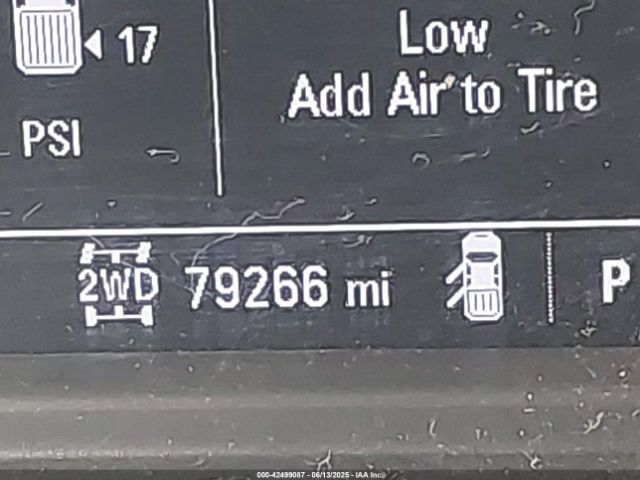 17
PSI
Low
Add Air to Tire
2WD 79266 mi P
000-42499087 - 06/13/2025 - IAA Inc.